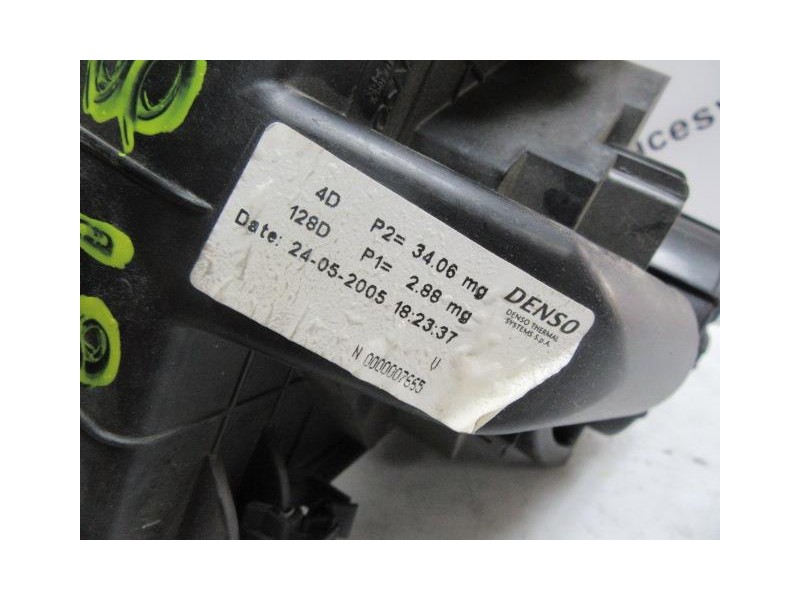 4D P2= 34.06 mg
128D P1= 2.88 mg
Date: 24-05-2005 18:23:37
DENSO
DENSO THERMAL
SYSTEMS S.p.A.
N 0000007665 V